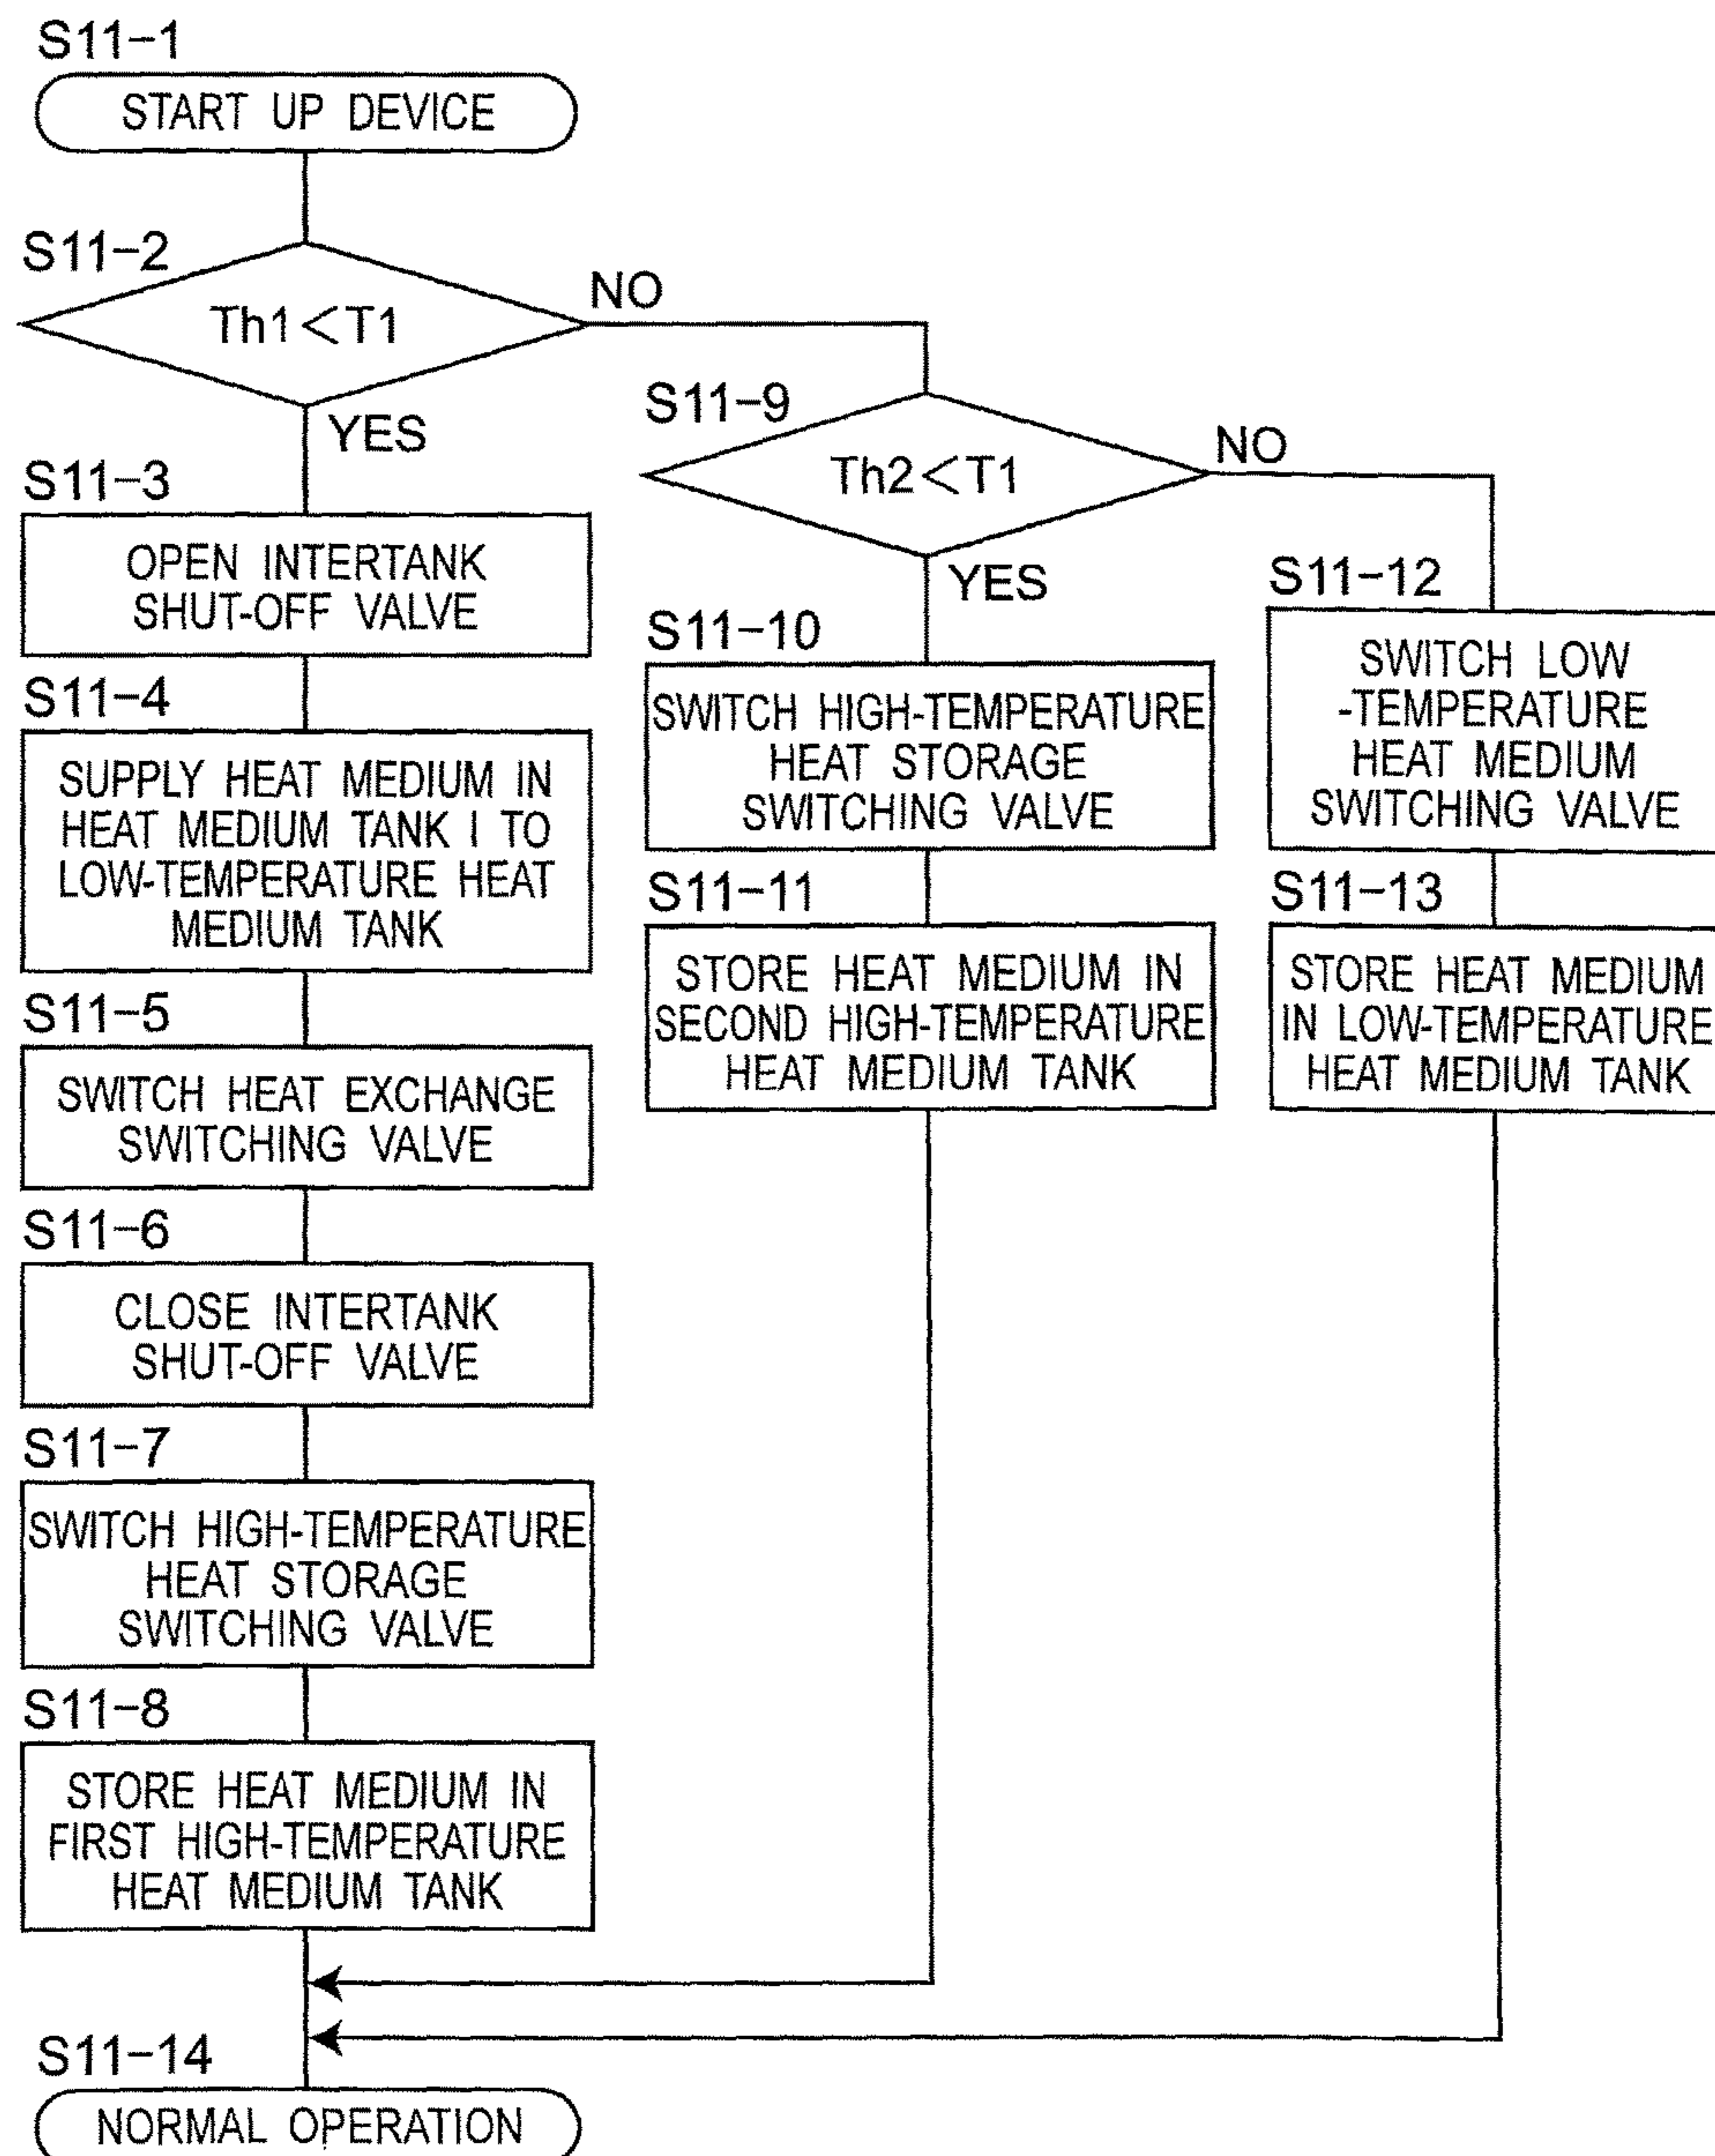 S11-1
START UP DEVICE
S11-2
Th1<T1
NO
YES
S11-3
OPEN INTERTANK
SHUT-OFF VALVE
S11-4
SUPPLY HEAT MEDIUM IN
HEAT MEDIUM TANK I TO
LOW-TEMPERATURE HEAT
MEDIUM TANK
S11-5
SWITCH HEAT EXCHANGE
SWITCHING VALVE
S11-6
CLOSE INTERTANK
SHUT-OFF VALVE
S11-7
SWITCH HIGH-TEMPERATURE
HEAT STORAGE
SWITCHING VALVE
S11-8
STORE HEAT MEDIUM IN
FIRST HIGH-TEMPERATURE
HEAT MEDIUM TANK
S11-9
Th2<T1
NO
YES
S11-10
SWITCH HIGH-TEMPERATURE
HEAT STORAGE
SWITCHING VALVE
S11-11
STORE HEAT MEDIUM IN
SECOND HIGH-TEMPERATURE
HEAT MEDIUM TANK
S11-12
SWITCH LOW
-TEMPERATURE
HEAT MEDIUM
SWITCHING VALVE
S11-13
STORE HEAT MEDIUM
IN LOW-TEMPERATURE
HEAT MEDIUM TANK
S11-14
NORMAL OPERATION